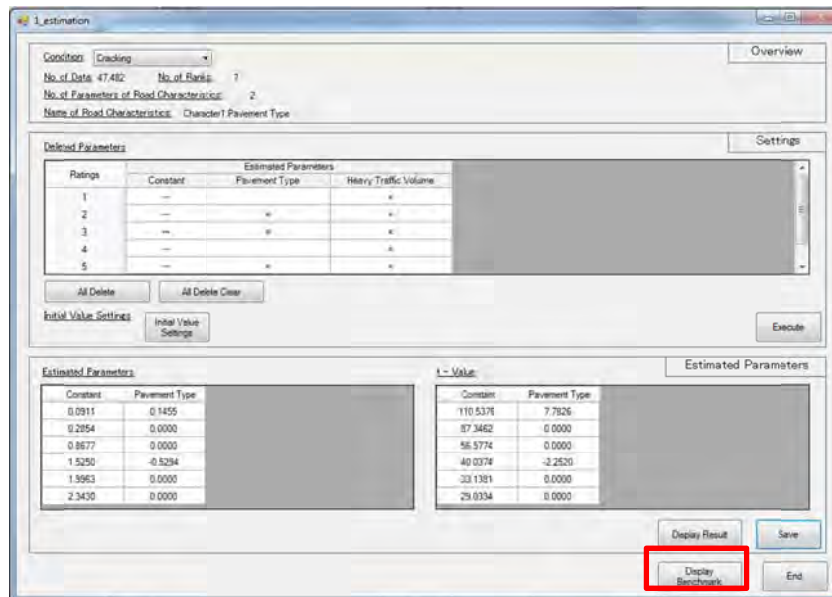 1_estimation
Overview
Condition: Cracking
No. of Data: 47,482 No. of Ranks: 7
No. of Parameters of Road Characteristics: 2
Name of Road Characteristics: Character1:Pavement Type
Settings
Deleted Parameters
Ratings Estimated Parameters
Constant Pavement Type Heavy Traffic Volume
1 — *
2 — * *
3 — * *
4 — *
5 — * *
All Delete All Delete Clear
Initial Value Settings Initial Value Settings Execute
Estimated Parameters
Estimated Parameters t - Value
Constant Pavement Type Constant Pavement Type
0.0911 0.1455 110.5376 7.7826
0.2854 0.0000 87.3462 0.0000
0.8677 0.0000 56.5774 0.0000
1.5250 -0.5294 40.0374 -2.2520
1.9963 0.0000 33.1381 0.0000
2.3430 0.0000 29.0334 0.0000
Display Result Save
Display Benchmark End